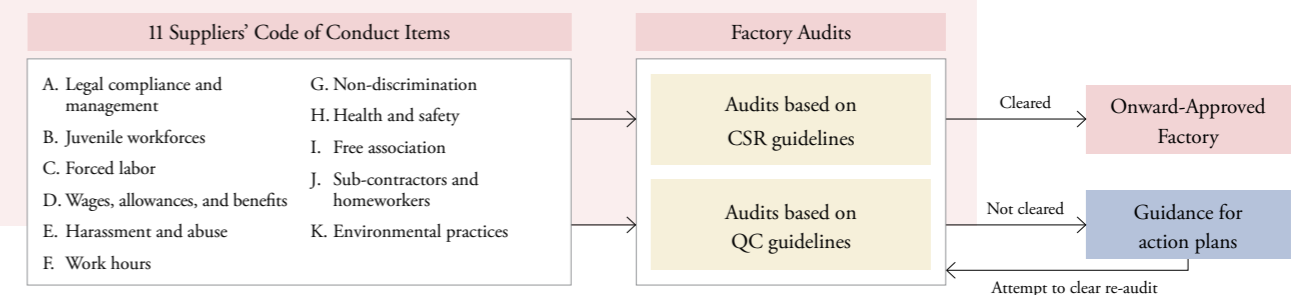 11 Suppliers’ Code of Conduct Items
A. Legal compliance and
management
B. Juvenile workforces
C. Forced labor
D. Wages, allowances, and benefits
E. Harassment and abuse
F. Work hours
G. Non-discrimination
H. Health and safety
I. Free association
J. Sub-contractors and
homeworkers
K. Environmental practices
Factory Audits
Audits based on
CSR guidelines
Audits based on
QC guidelines
Cleared
Onward-Approved
Factory
Not cleared
Guidance for
action plans
Attempt to clear re-audit